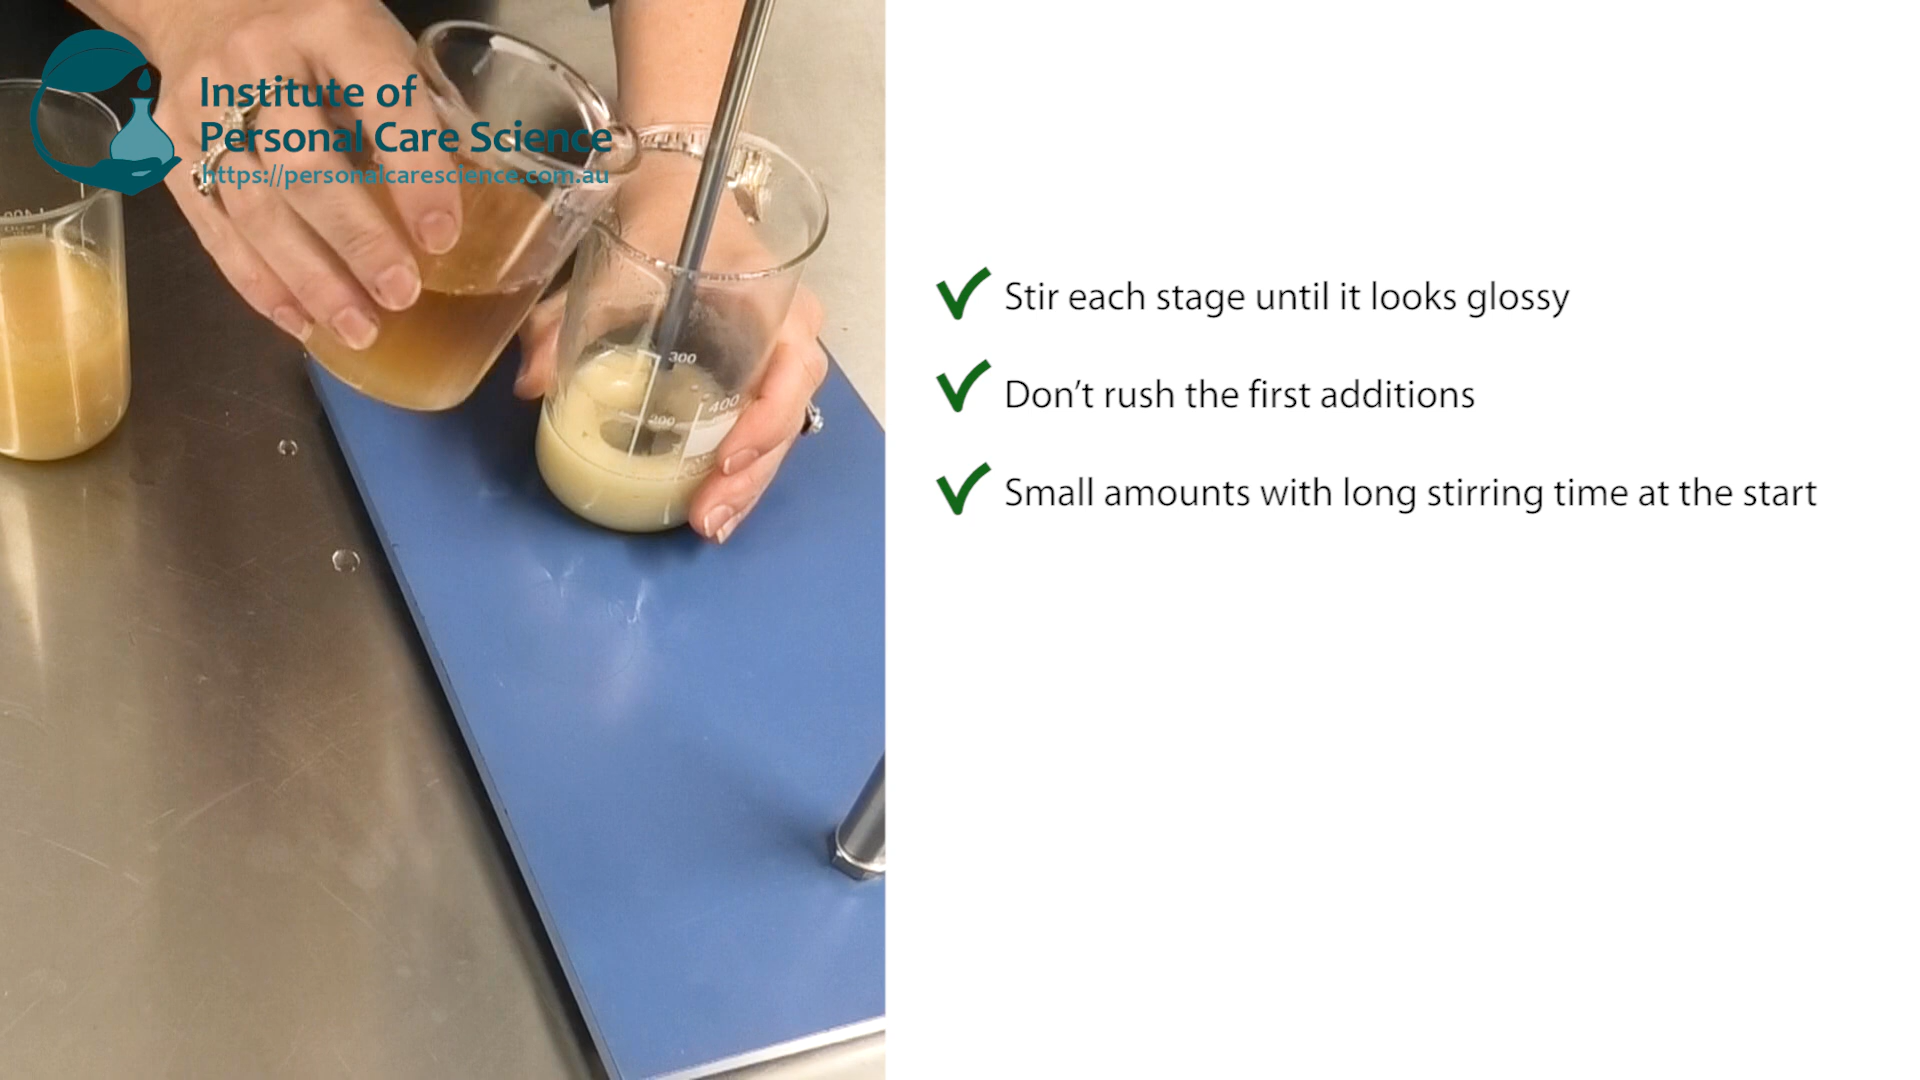 Institute of
Personal Care Science
https://personalcarescience.com.au
400
300
200
400
Stir each stage until it looks glossy
Don’t rush the first additions
Small amounts with long stirring time at the start